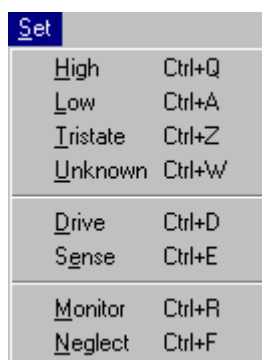 Set
High Ctrl+Q
Low Ctrl+A
Tristate Ctrl+Z
Unknown Ctrl+W
Drive Ctrl+D
Sense Ctrl+E
Monitor Ctrl+R
Neglect Ctrl+F